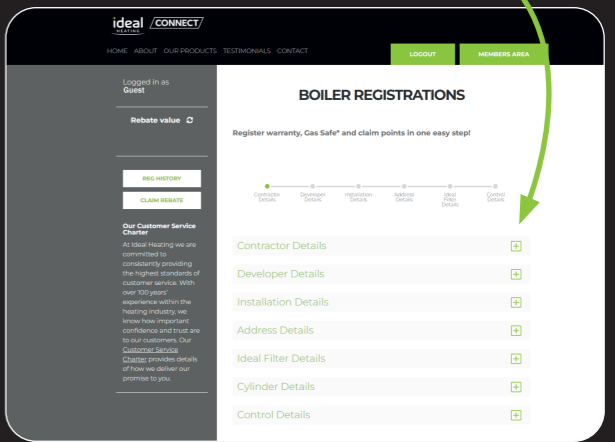 ideal CONNECT
HEATING
HOME ABOUT OUR PRODUCTS TESTIMONIALS CONTACT
LOGOUT
MEMBERS AREA
Logged in as
Guest
Rebate value
REG HISTORY
CLAIM REBATE
Our Customer Service
Charter
At Ideal Heating we are
committed to
consistently providing
the highest standards of
customer service. With
over 100 years'
experience within the
heating industry, we
know how important
confidence and trust are
to our customers. Our
Customer Service
Charter provides details
of how we deliver our
promise to you.
BOILER REGISTRATIONS
Register warranty, Gas Safe* and claim points in one easy step!
Contractor
Details
Developer
Details
Installation
Details
Address
Details
Ideal
Filter
Details
Control
Details
Contractor Details
Developer Details
Installation Details
Address Details
Ideal Filter Details
Cylinder Details
Control Details